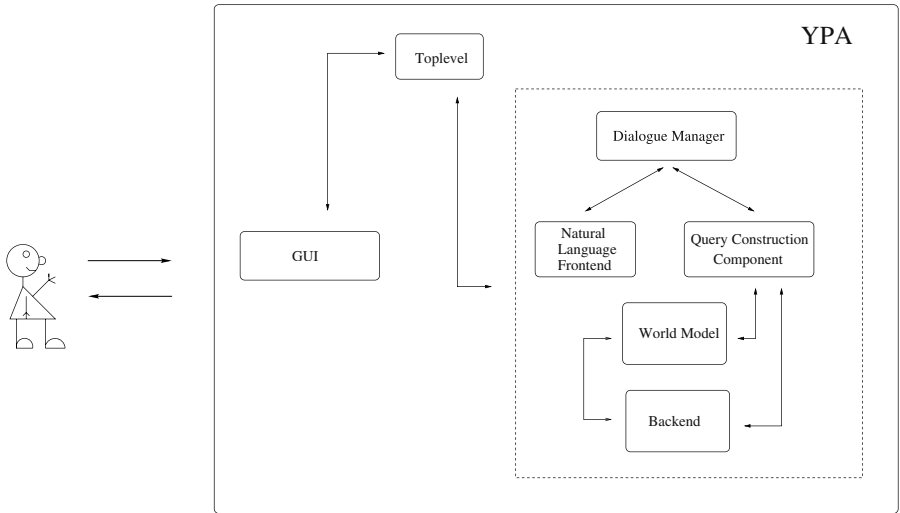 YPA
Toplevel
Dialogue Manager
Natural
Language
Frontend
Query Construction
Component
GUI
World Model
Backend